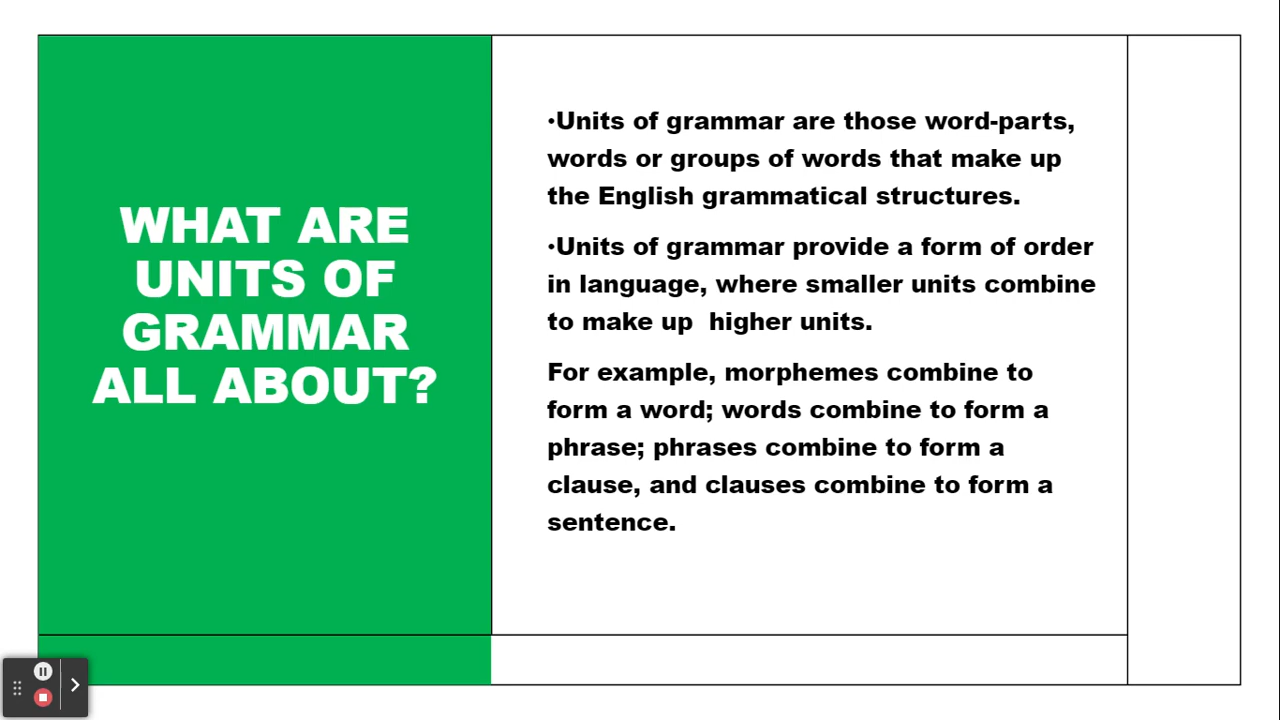 WHAT ARE
UNITS OF
GRAMMAR
ALL ABOUT?
•Units of grammar are those word-parts,
words or groups of words that make up
the English grammatical structures.
•Units of grammar provide a form of order
in language, where smaller units combine
to make up  higher units.
For example, morphemes combine to
form a word; words combine to form a
phrase; phrases combine to form a
clause, and clauses combine to form a
sentence.